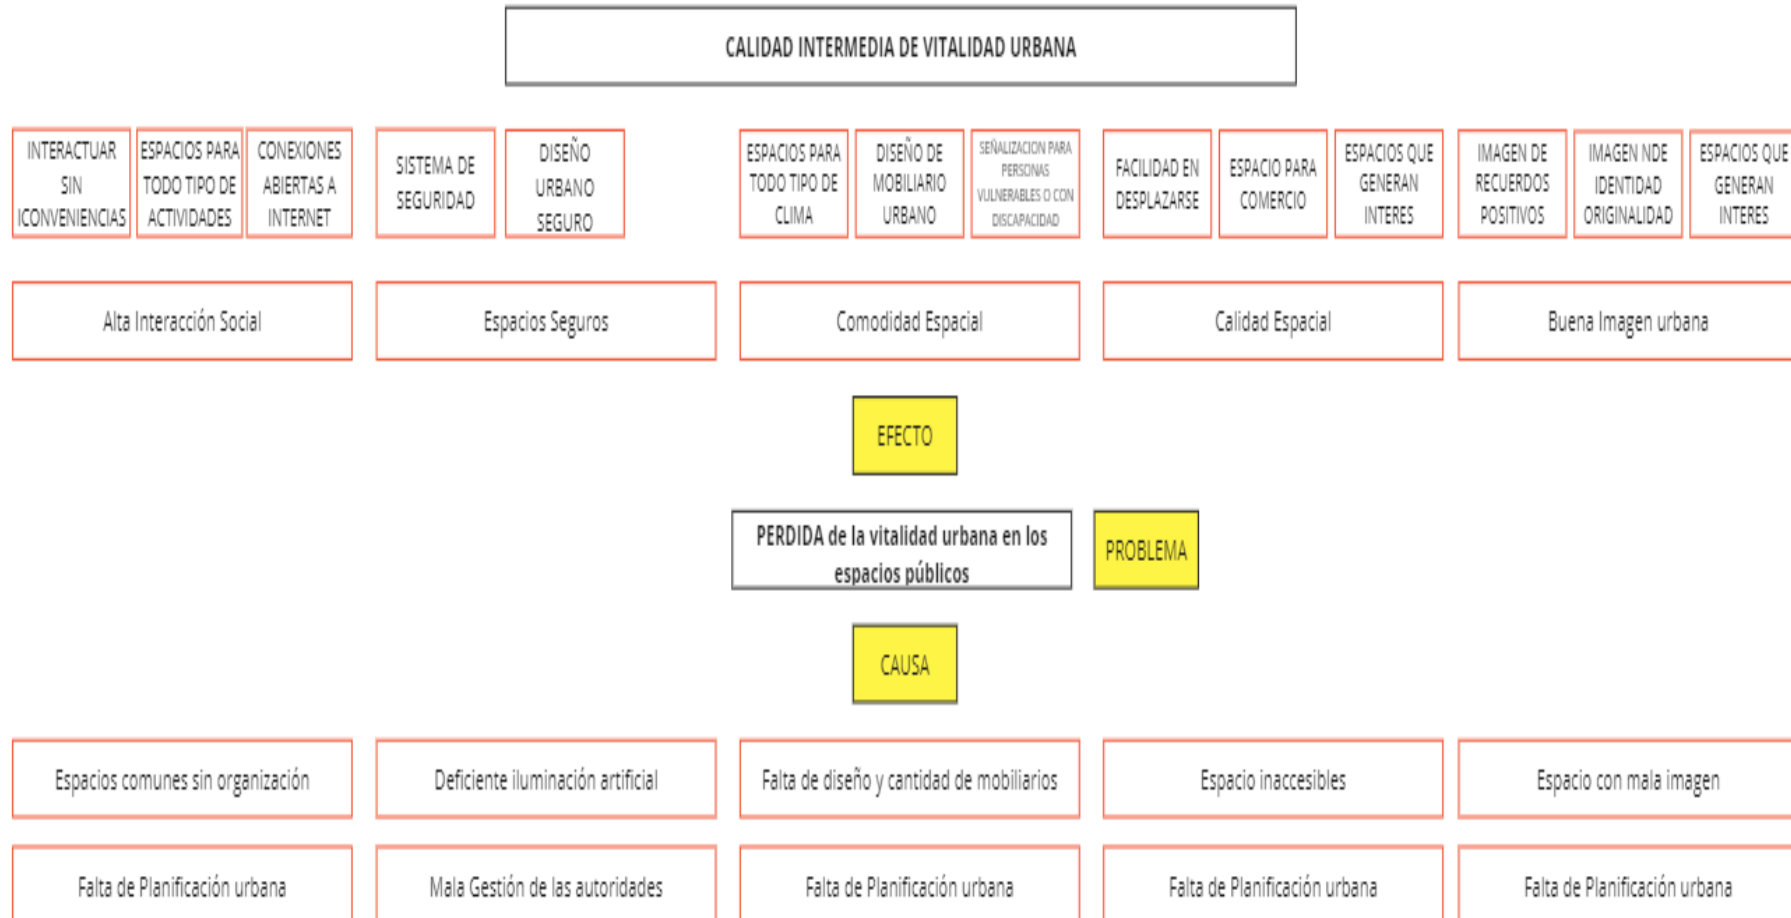 CALIDAD INTERMEDIA DE VITALIDAD URBANA
INTERACTUAR
SIN
ICONVENIENCIAS
ESPACIOS PARA
TODO TIPO DE
ACTIVIDADES
CONEXIONES
ABIERTAS A
INTERNET
SISTEMA DE
SEGURIDAD
DISEÑO
URBANO
SEGURO
ESPACIOS PARA
TODO TIPO DE
CLIMA
DISEÑO DE
MOBILIARIO
URBANO
SEÑALIZACION PARA
PERSONAS
VULNERABLES O CON
DISCAPACIDAD
FACILIDAD EN
DESPLAZARSE
ESPACIO PARA
COMERCIO
ESPACIOS QUE
GENERAN
INTERES
IMAGEN DE
RECUERDOS
POSITIVOS
IMAGEN NDE
IDENTIDAD
ORIGINALIDAD
ESPACIOS QUE
GENERAN
INTERES
Alta Interacción Social
Espacios Seguros
Comodidad Espacial
Calidad Espacial
Buena Imagen urbana
EFECTO
PERDIDA de la vitalidad urbana en los
espacios públicos
PROBLEMA
CAUSA
Espacios comunes sin organización
Deficiente iluminación artificial
Falta de diseño y cantidad de mobiliarios
Espacio inaccesibles
Espacio con mala imagen
Falta de Planificación urbana
Mala Gestión de las autoridades
Falta de Planificación urbana
Falta de Planificación urbana
Falta de Planificación urbana